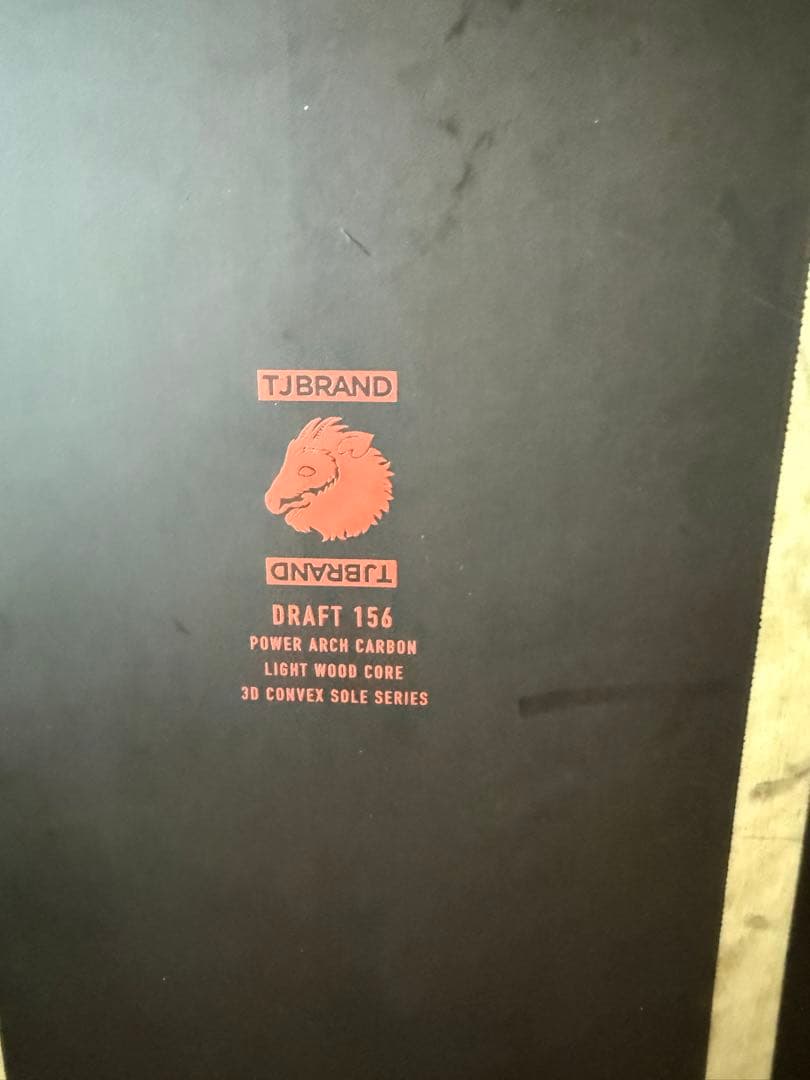 TJBRAND
TJBRAND
DRAFT 156
POWER ARCH CARBON
LIGHT WOOD CORE
3D CONVEX SOLE SERIES